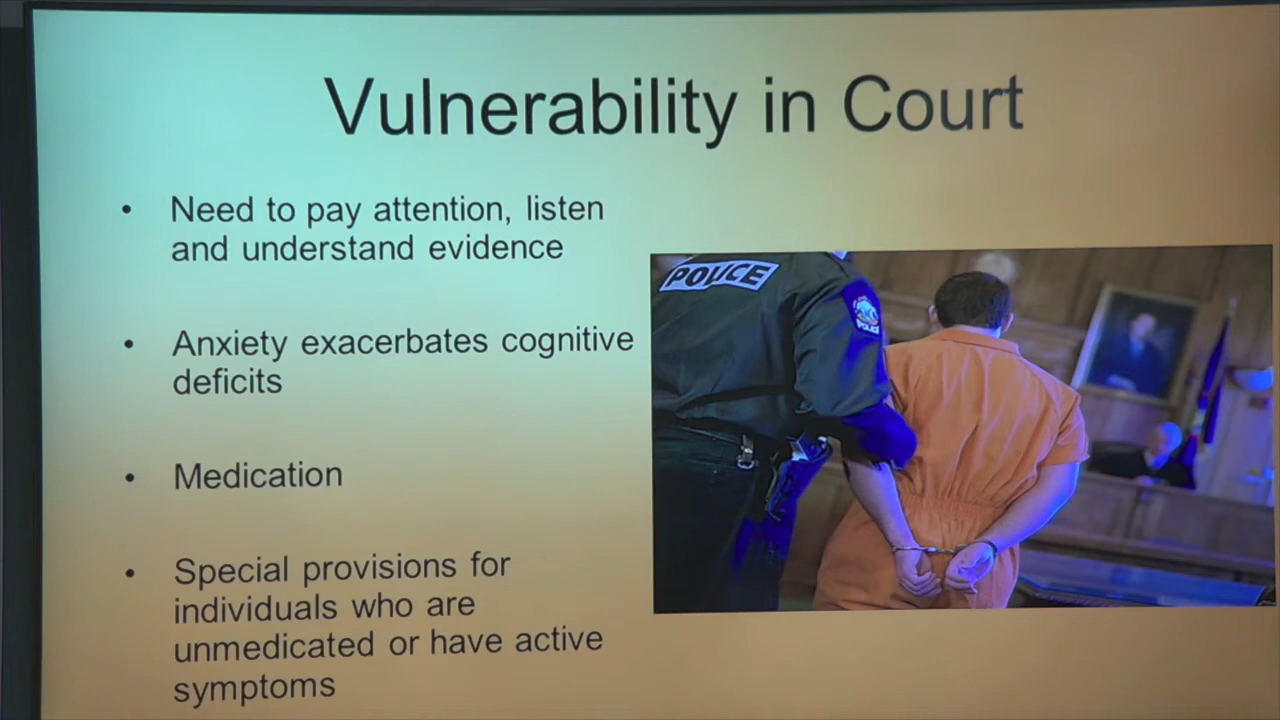 Vulnerability in Court
• Need to pay attention, listen
and understand evidence
• Anxiety exacerbates cognitive
deficits
• Medication
• Special provisions for
individuals who are
unmedicated or have active
symptoms
POLICE
POLICE